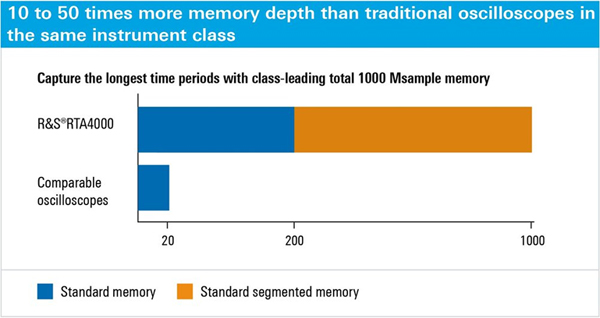 10 to 50 times more memory depth than traditional oscilloscopes in
the same instrument class
Capture the longest time periods with class-leading total 1000 Msample memory
R&S®RTA4000
Comparable
oscilloscopes
20 200 1000
Standard memory Standard segmented memory